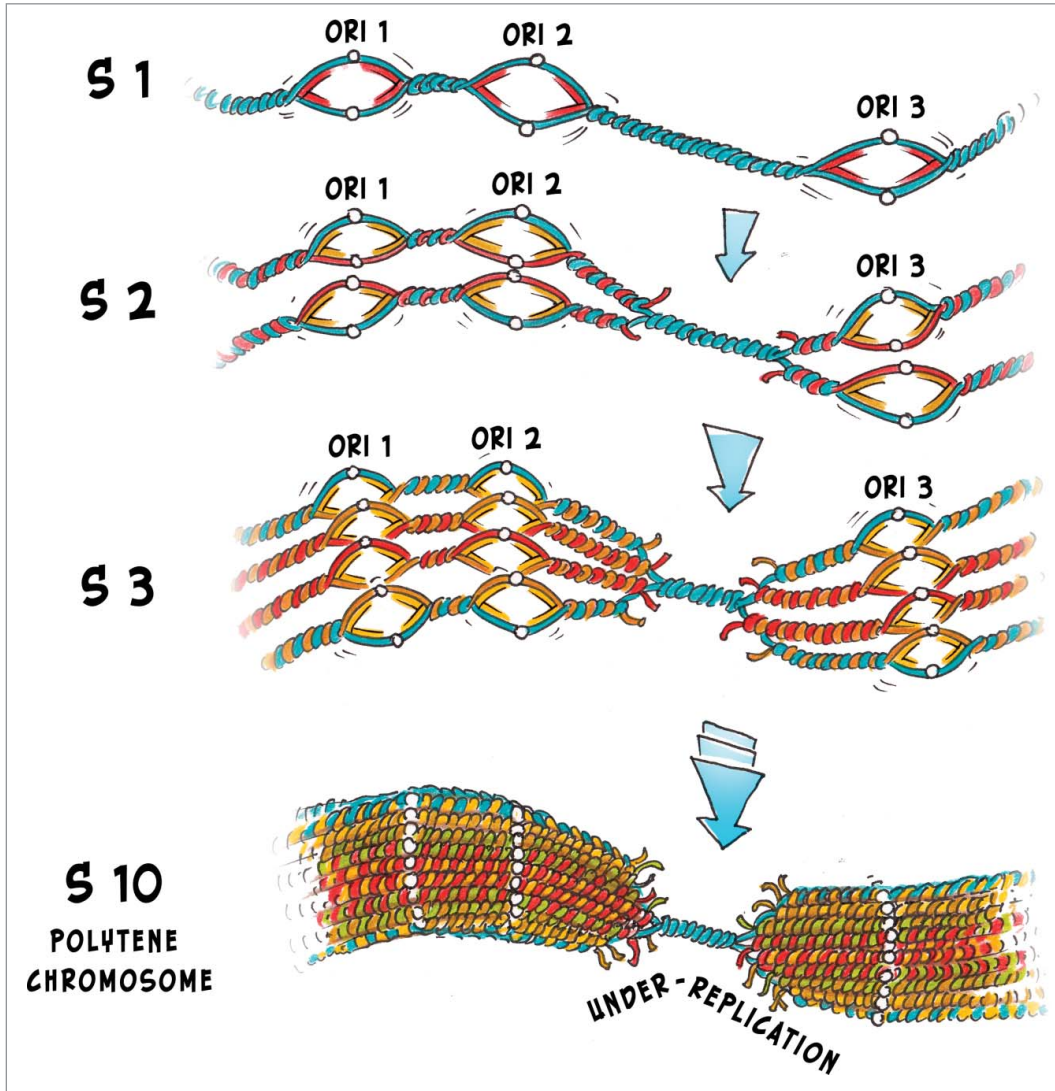 ORI 1
ORI 2
S 1
ORI 3
ORI 1
ORI 2
ORI 3
S 2
ORI 1
ORI 2
ORI 3
S 3
S 10
POLYTENE
CHROMOSOME
UNDER-REPLICATION